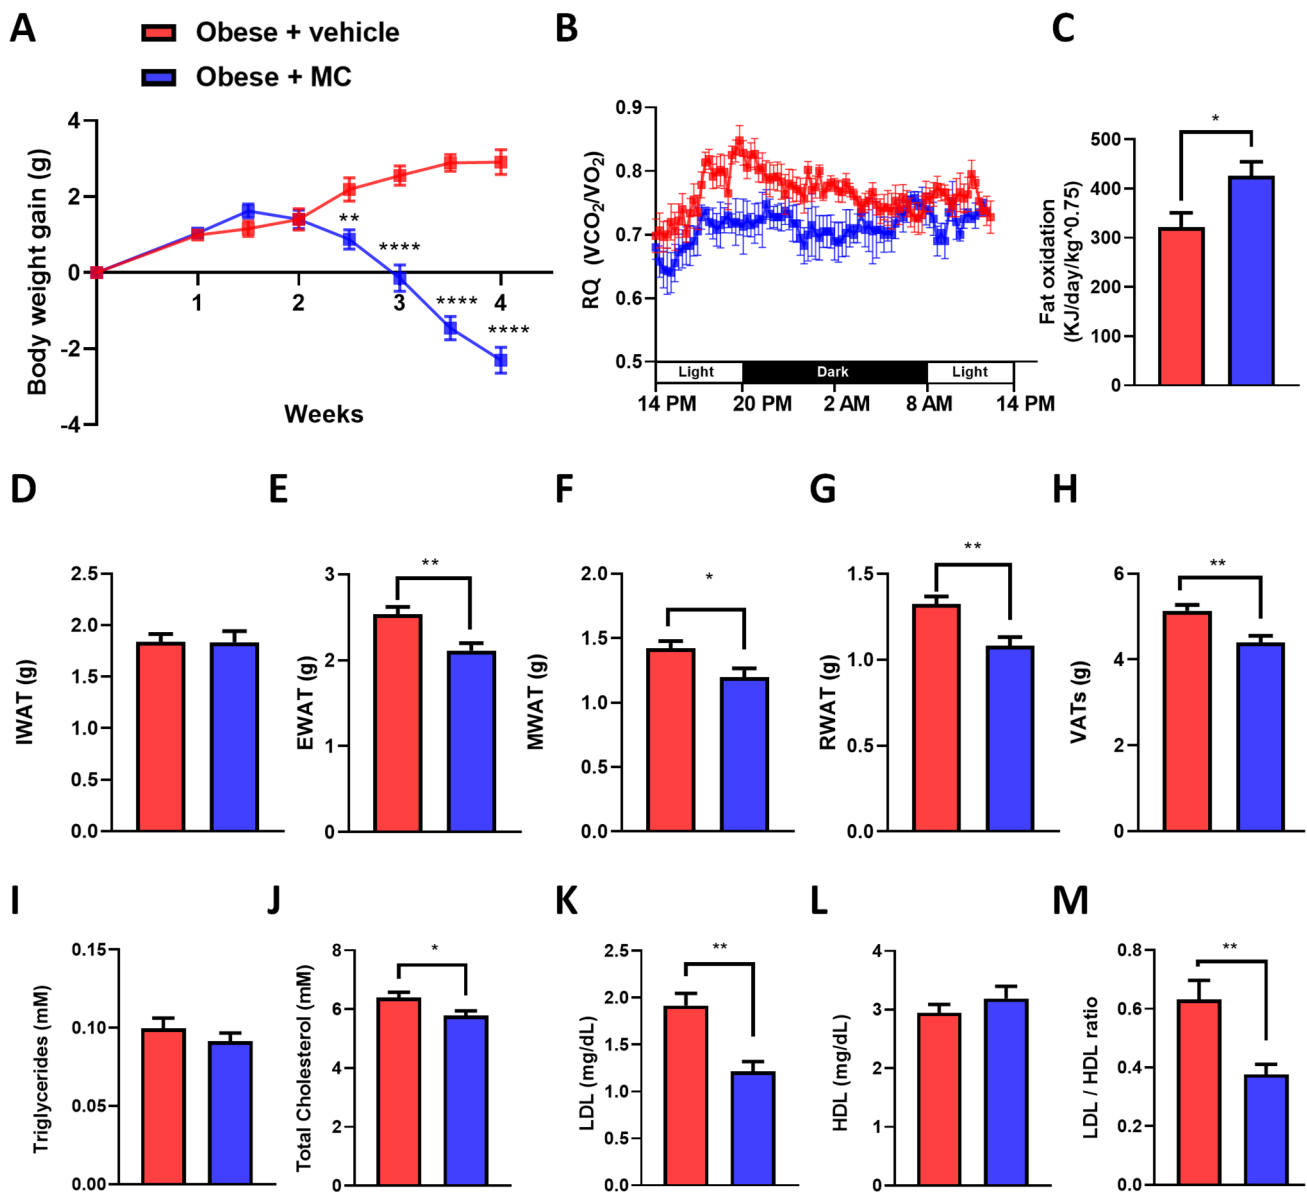 A
Obese + vehicle
Obese + MC
Body weight gain (g)
4
2
0
-2
-4
1
2
3
4
**
****
****
****
Weeks
B
RQ (VCO2/VO2)
0.9
0.8
0.7
0.6
0.5
Light
Dark
Light
14 PM
20 PM
2 AM
8 AM
14 PM
C
Fat oxidation
(KJ/day/kg^0.75)
500
400
300
200
100
0
*
D
IWAT (g)
2.5
2.0
1.5
1.0
0.5
0.0
E
EWAT (g)
3
2
1
0
**
F
MWAT (g)
2.0
1.5
1.0
0.5
0.0
*
G
RWAT (g)
1.5
1.0
0.5
0.0
**
H
VATs (g)
6
4
2
0
**
I
Triglycerides (mM)
0.15
0.10
0.05
0.00
J
Total Cholesterol (mM)
8
6
4
2
0
*
K
LDL (mg/dL)
2.5
2.0
1.5
1.0
0.5
0.0
**
L
HDL (mg/dL)
4
3
2
1
0
M
LDL / HDL ratio
0.8
0.6
0.4
0.2
0.0
**